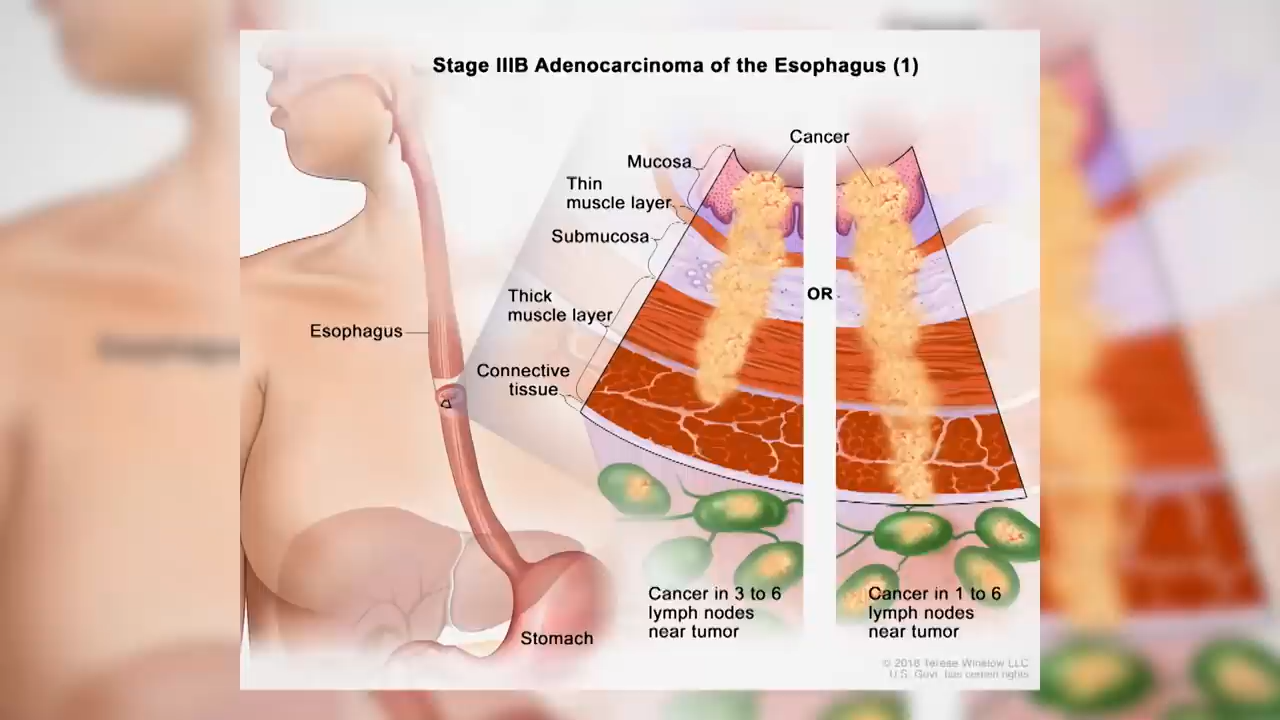 Stage IIIB Adenocarcinoma of the Esophagus (1)
Cancer
Mucosa
Thin
muscle layer
Submucosa
Thick
muscle layer
OR
Esophagus
Connective
tissue
Cancer in 3 to 6
lymph nodes
near tumor
Cancer in 1 to 6
lymph nodes
near tumor
Stomach
© 2018 Terese Winslow LLC
U.S. Govt. has certain rights